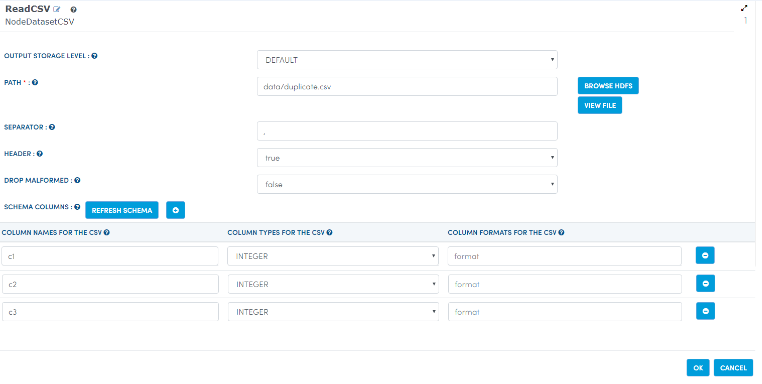 ReadCSV
NodeDatasetCSV
1
OUTPUT STORAGE LEVEL :
DEFAULT
PATH * :
data/duplicate.csv
BROWSE HDFS
VIEW FILE
SEPARATOR :
,
HEADER :
true
DROP MALFORMED :
false
SCHEMA COLUMNS :
REFRESH SCHEMA
COLUMN NAMES FOR THE CSV COLUMN TYPES FOR THE CSV COLUMN FORMATS FOR THE CSV
c1 INTEGER format
c2 INTEGER format
c3 INTEGER format
OK CANCEL